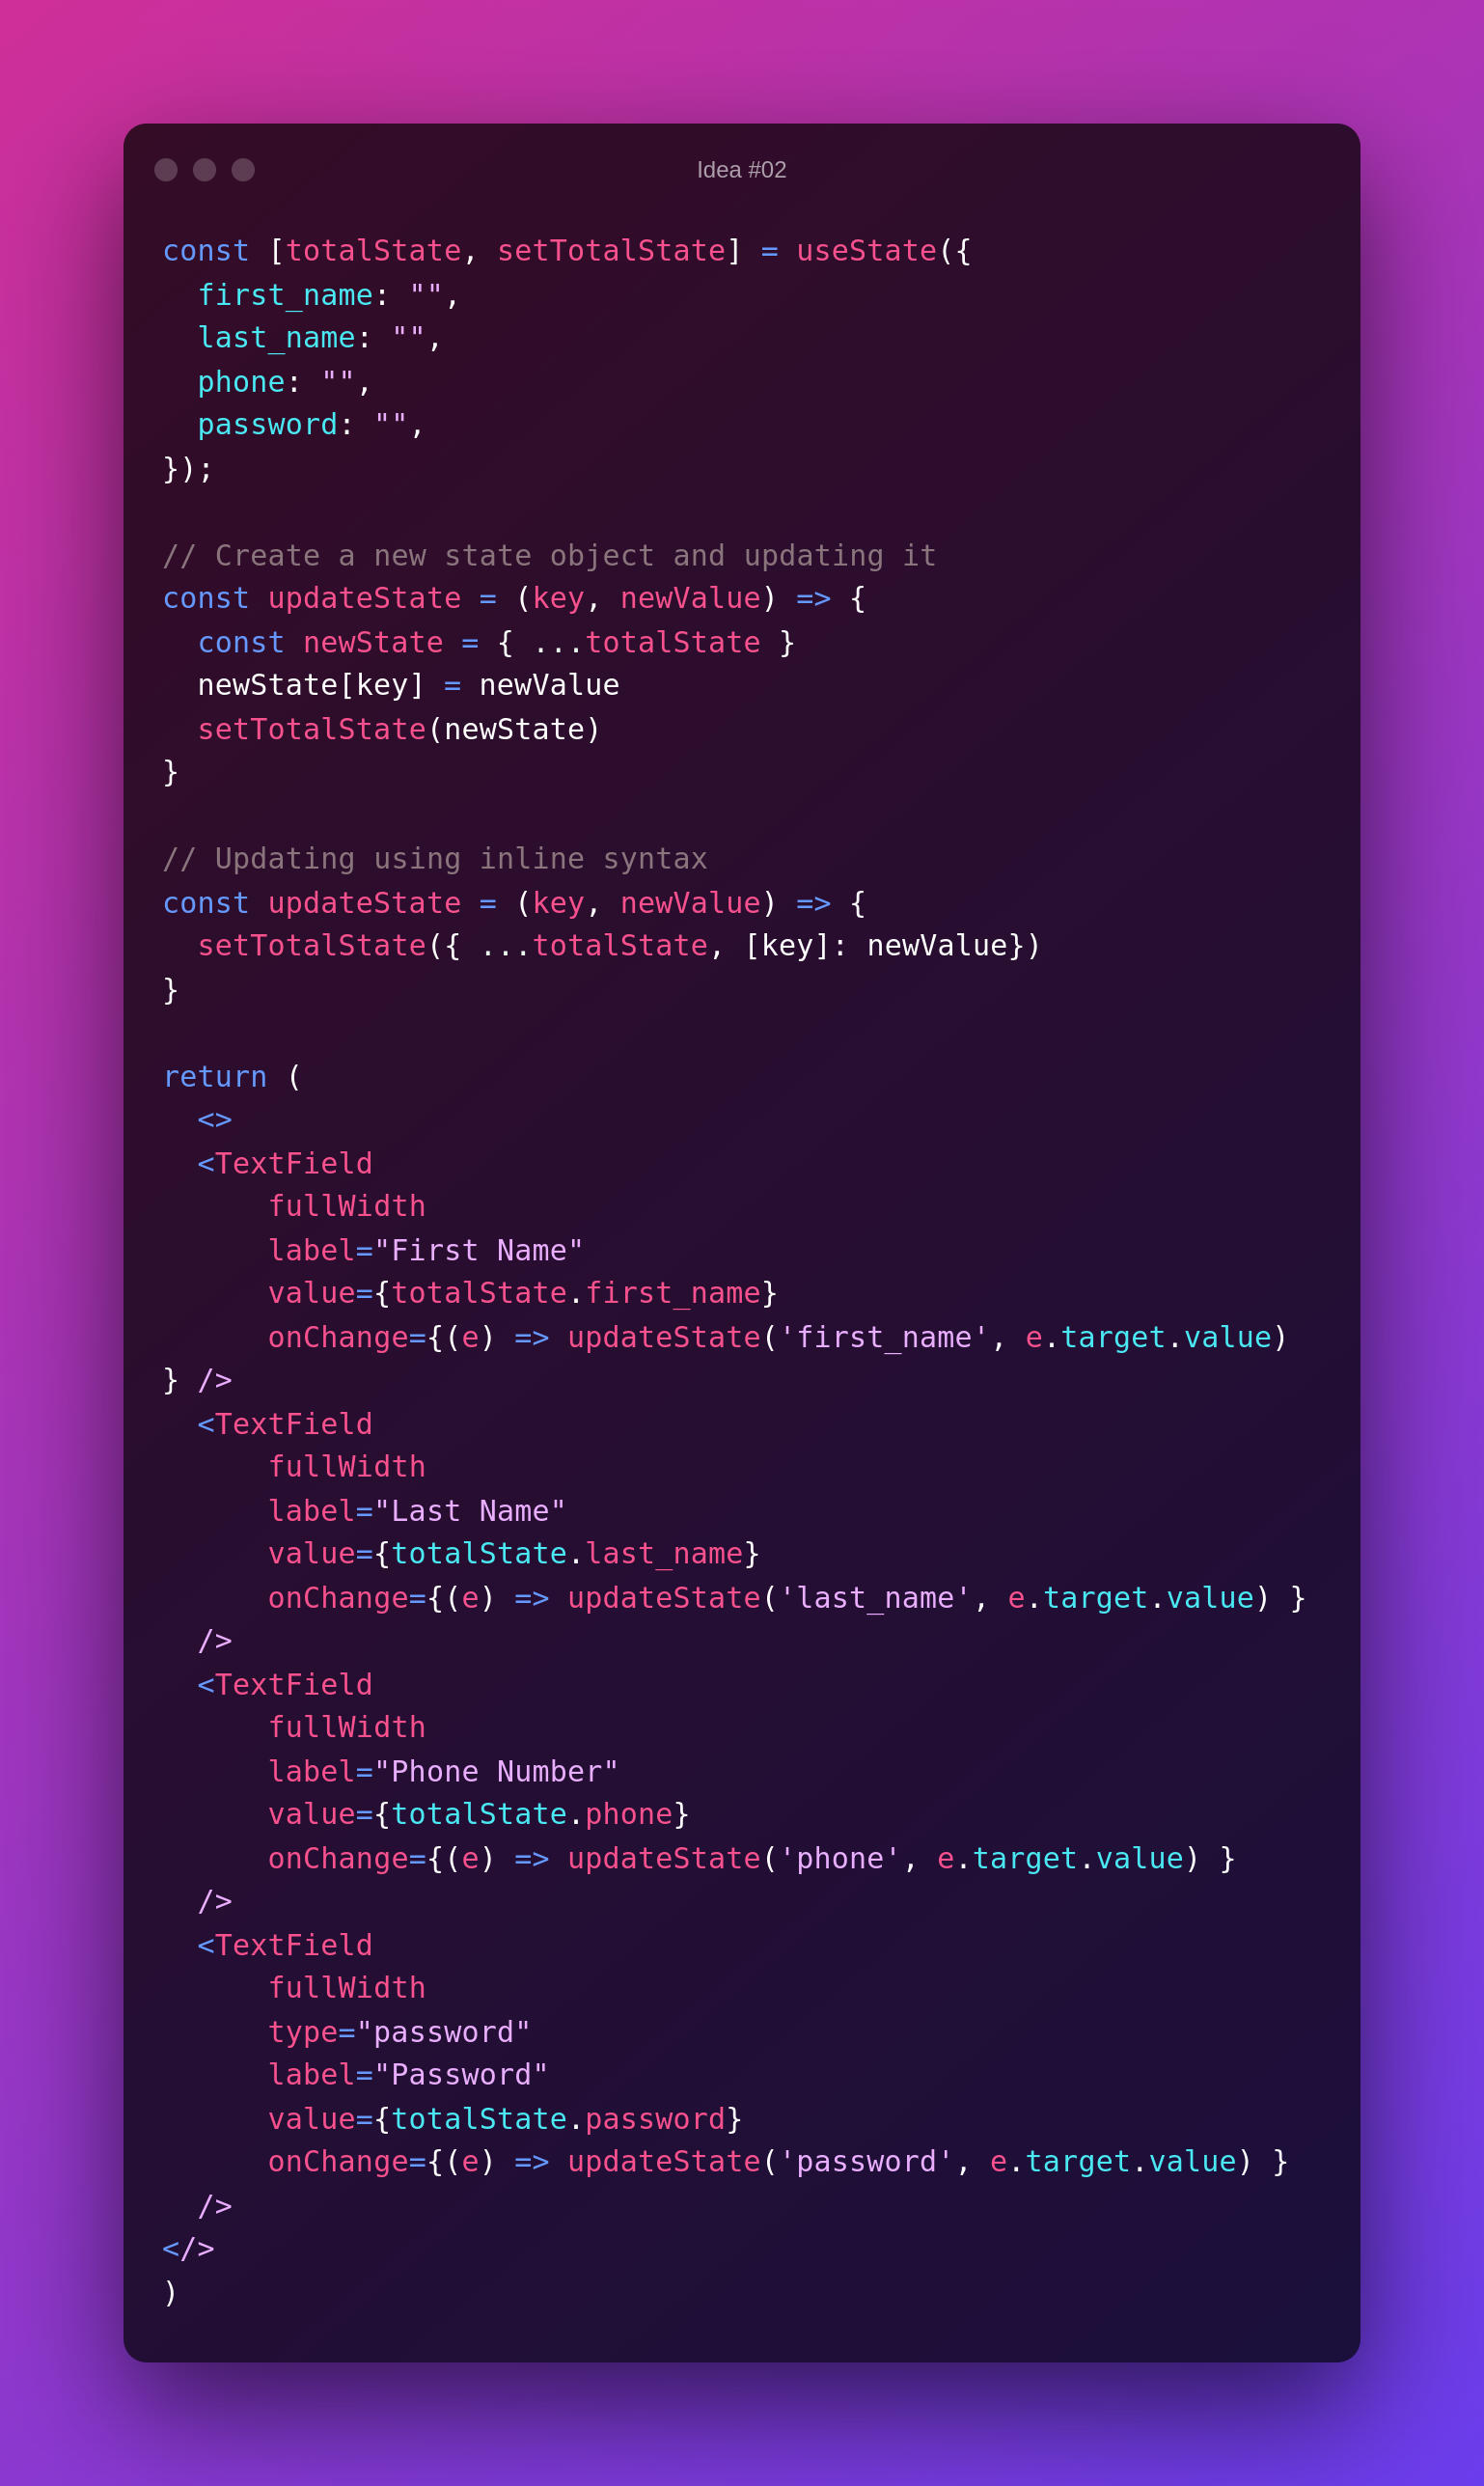 Idea #02
const [totalState, setTotalState] = useState({
  first_name: "",
  last_name: "",
  phone: "",
  password: "",
});

// Create a new state object and updating it
const updateState = (key, newValue) => {
  const newState = { ...totalState }
  newState[key] = newValue
  setTotalState(newState)
}

// Updating using inline syntax
const updateState = (key, newValue) => {
  setTotalState({ ...totalState, [key]: newValue})
}

return (
  <>
  <TextField
      fullWidth
      label="First Name"
      value={totalState.first_name}
      onChange={(e) => updateState('first_name', e.target.value)
} />
  <TextField
      fullWidth
      label="Last Name"
      value={totalState.last_name}
      onChange={(e) => updateState('last_name', e.target.value) }
  />
  <TextField
      fullWidth
      label="Phone Number"
      value={totalState.phone}
      onChange={(e) => updateState('phone', e.target.value) }
  />
  <TextField
      fullWidth
      type="password"
      label="Password"
      value={totalState.password}
      onChange={(e) => updateState('password', e.target.value) }
  />
</>
)